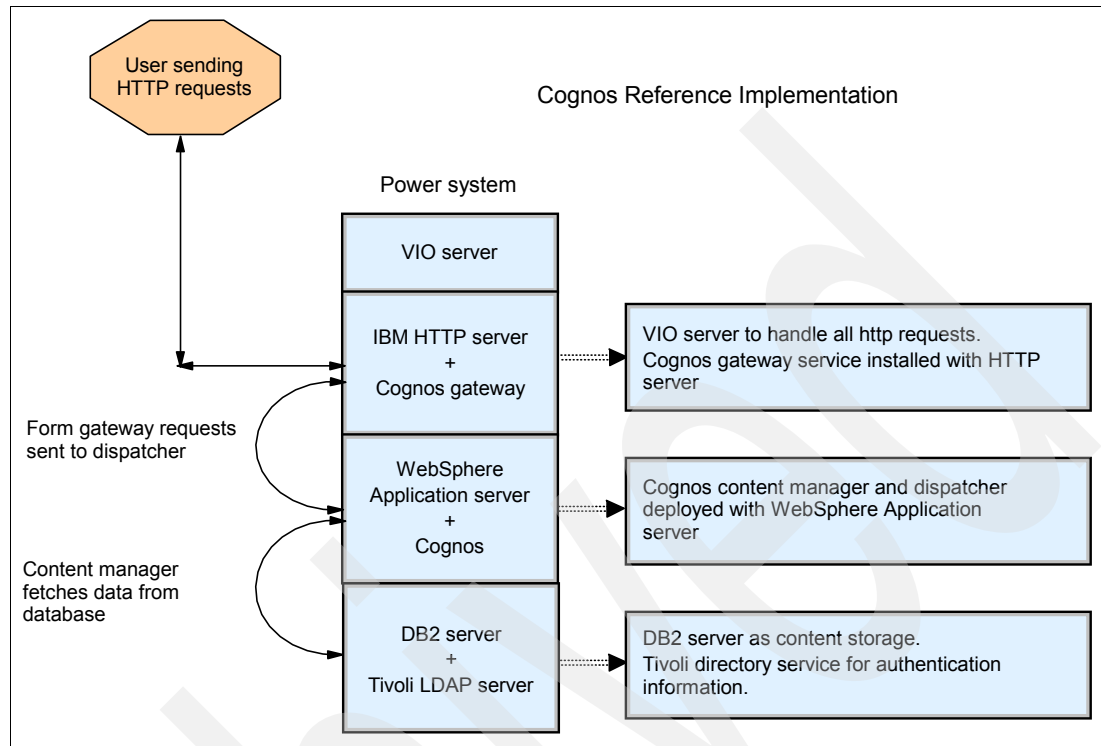 User sending
HTTP requests
Cognos Reference Implementation
Power system
VIO server
IBM HTTP server
+
Cognos gateway
VIO server to handle all http requests.
Cognos gateway service installed with HTTP
server
Form gateway requests
sent to dispatcher
WebSphere
Application server
+
Cognos
Cognos content manager and dispatcher
deployed with WebSphere Application
server
Content manager
fetches data from
database
DB2 server
+
Tivoli LDAP server
DB2 server as content storage.
Tivoli directory service for authentication
information.